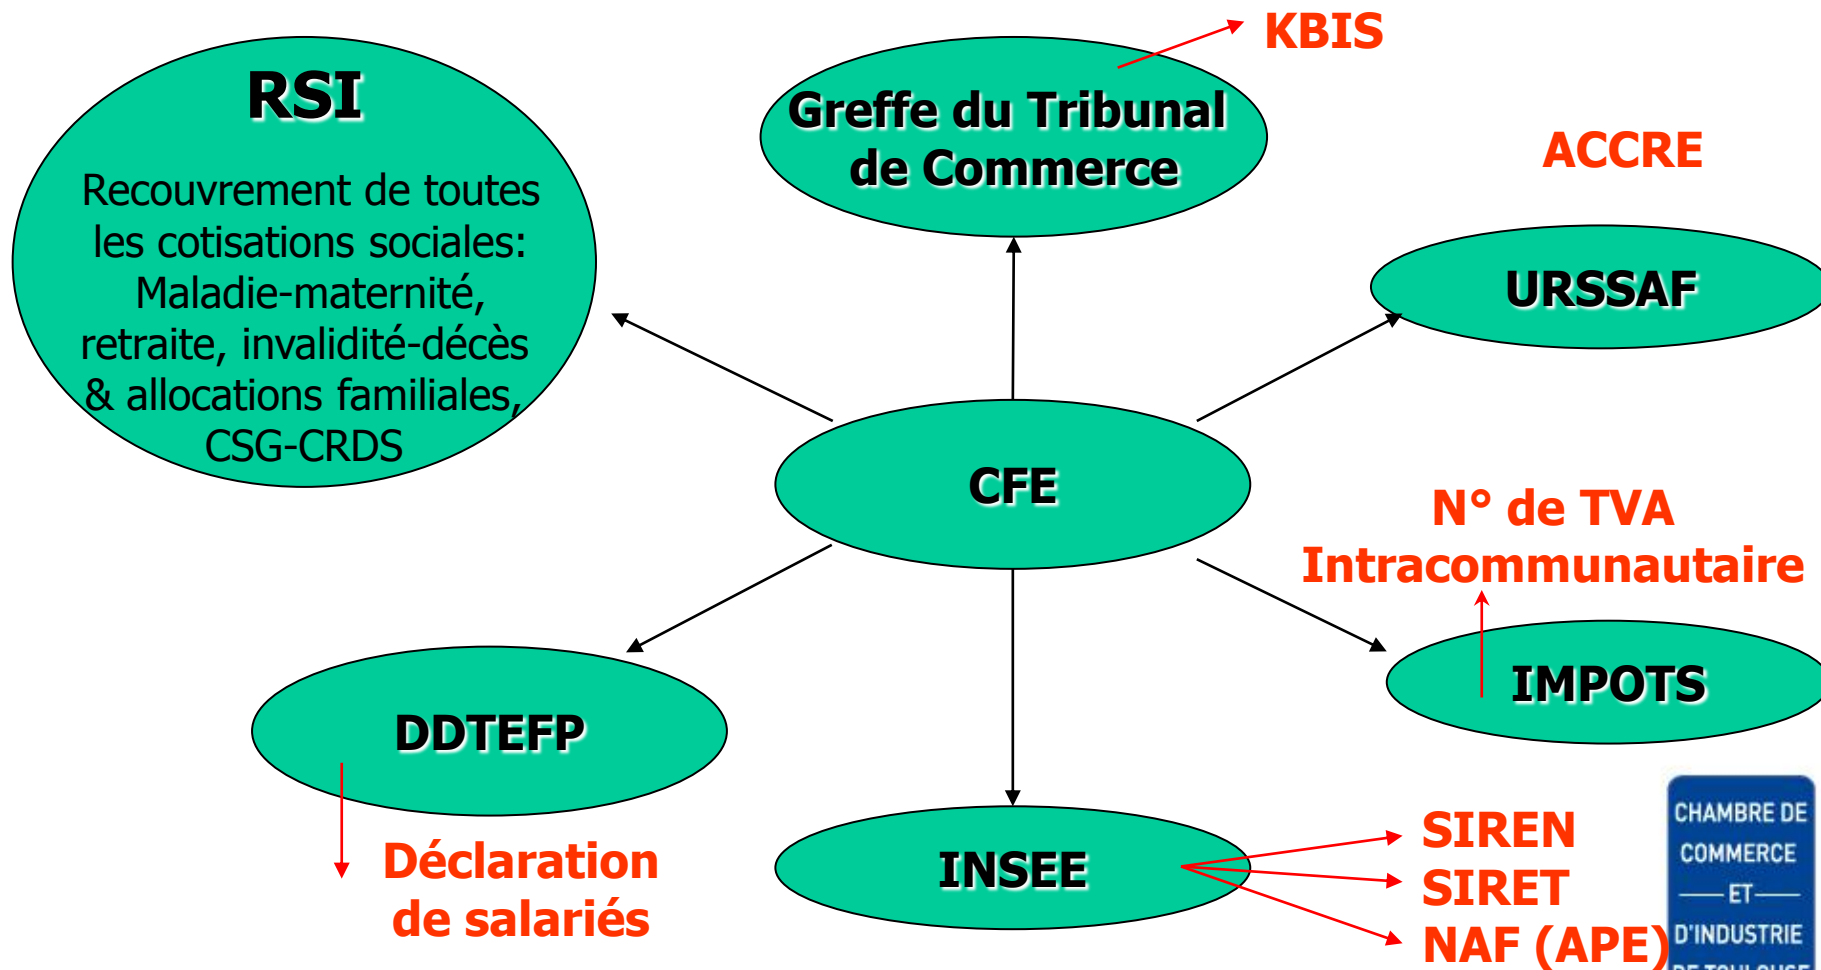 KBIS
RSI
Greffe du Tribunal
de Commerce
ACCRE
Recouvrement de toutes
les cotisations sociales:
Maladie-maternité,
retraite, invalidité-décès
& allocations familiales,
CSG-CRDS
URSSAF
CFE
N° de TVA
Intracommunautaire
IMPOTS
DDTEFP
Déclaration
de salariés
INSEE
SIREN
SIRET
NAF (APE)
CHAMBRE DE
COMMERCE
ET
D'INDUSTRIE
DE TOULOUSE